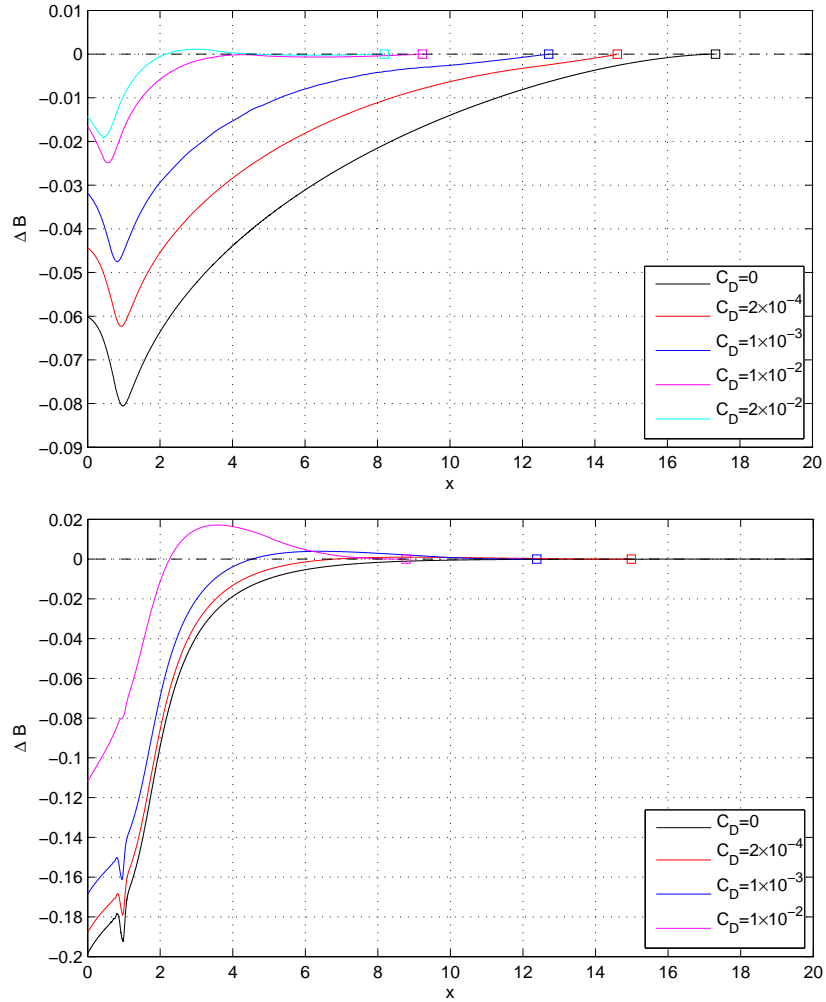 0.01
0
−0.01
−0.02
−0.03
−0.04
−0.05
−0.06
−0.07
−0.08
−0.09
Δ B
0 2 4 6 8 10 12 14 16 18 20
x
C_D=0
C_D=2×10^−4
C_D=1×10^−3
C_D=1×10^−2
C_D=2×10^−2
0.02
0
−0.02
−0.04
−0.06
−0.08
−0.1
−0.12
−0.14
−0.16
−0.18
−0.2
Δ B
0 2 4 6 8 10 12 14 16 18 20
x
C_D=0
C_D=2×10^−4
C_D=1×10^−3
C_D=1×10^−2